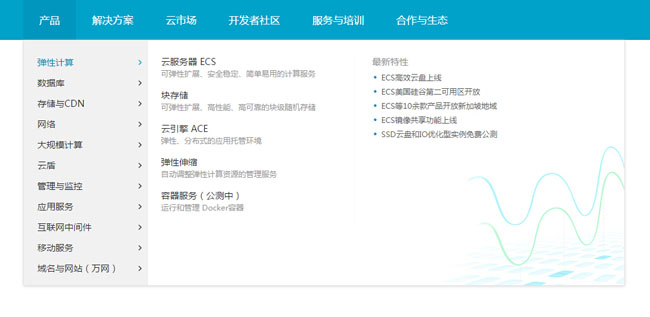 产品 解决方案 云市场 开发者社区 服务与培训 合作与生态
弹性计算
数据库
存储与CDN
网络
大规模计算
云盾
管理与监控
应用服务
互联网中间件
移动服务
域名与网站（万网）
云服务器 ECS
可弹性扩展、安全稳定、简单易用的计算服务
块存储
可弹性扩展、高性能、高可靠的块级随机存储
云引擎 ACE
弹性、分布式的应用托管环境
弹性伸缩
自动调整弹性计算资源的管理服务
容器服务（公测中）
运行和管理 Docker容器
最新特性
ECS高效云盘上线
ECS美国硅谷第二可用区开放
ECS等10余款产品开放新加坡地域
ECS镜像共享功能上线
SSD云盘和IO优化型实例免费公测